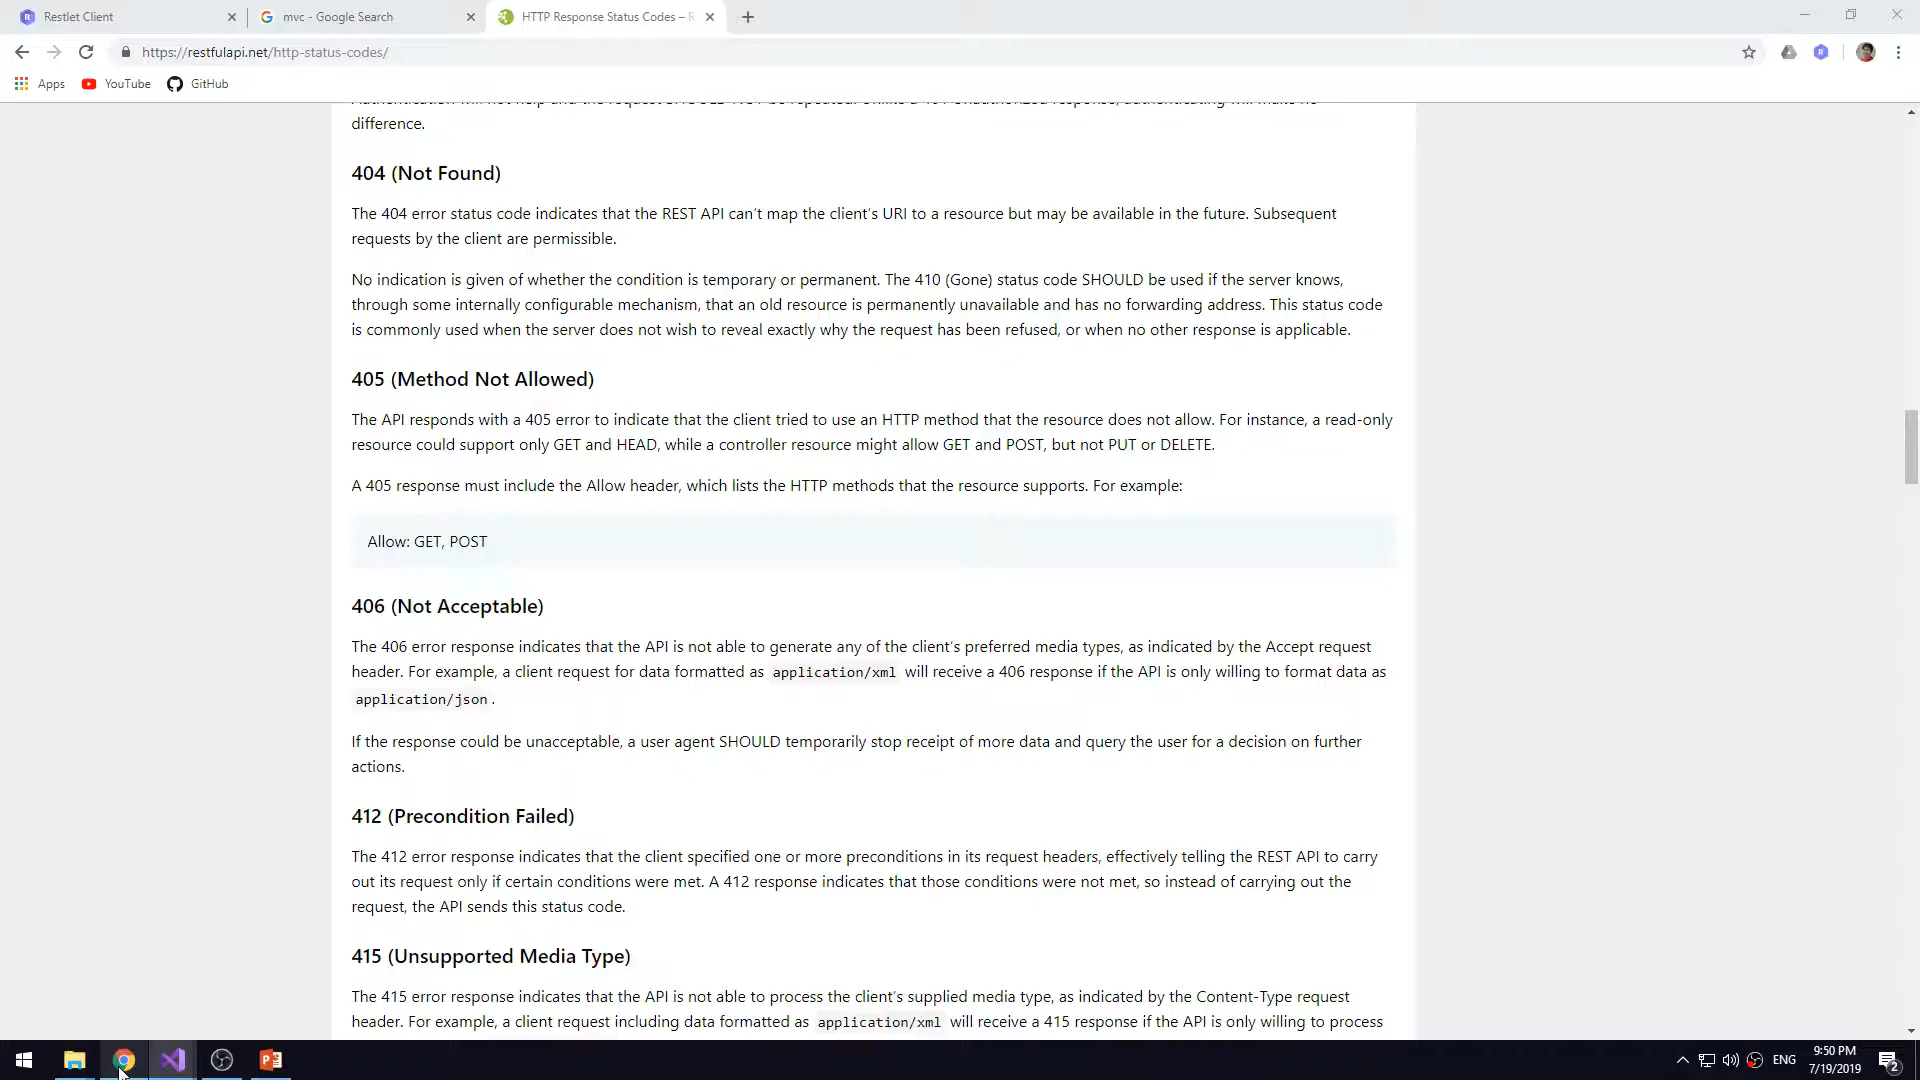 Restlet Client
mvc - Google Search
HTTP Response Status Codes – R
https://restfulapi.net/http-status-codes/
Apps
YouTube
GitHub
difference.
404 (Not Found)
The 404 error status code indicates that the REST API can’t map the client’s URI to a resource but may be available in the future. Subsequent
requests by the client are permissible.
No indication is given of whether the condition is temporary or permanent. The 410 (Gone) status code SHOULD be used if the server knows,
through some internally configurable mechanism, that an old resource is permanently unavailable and has no forwarding address. This status code
is commonly used when the server does not wish to reveal exactly why the request has been refused, or when no other response is applicable.
405 (Method Not Allowed)
The API responds with a 405 error to indicate that the client tried to use an HTTP method that the resource does not allow. For instance, a read-only
resource could support only GET and HEAD, while a controller resource might allow GET and POST, but not PUT or DELETE.
A 405 response must include the Allow header, which lists the HTTP methods that the resource supports. For example:
Allow: GET, POST
406 (Not Acceptable)
The 406 error response indicates that the API is not able to generate any of the client’s preferred media types, as indicated by the Accept request
header. For example, a client request for data formatted as application/xml will receive a 406 response if the API is only willing to format data as
application/json.
If the response could be unacceptable, a user agent SHOULD temporarily stop receipt of more data and query the user for a decision on further
actions.
412 (Precondition Failed)
The 412 error response indicates that the client specified one or more preconditions in its request headers, effectively telling the REST API to carry
out its request only if certain conditions were met. A 412 response indicates that those conditions were not met, so instead of carrying out the
request, the API sends this status code.
415 (Unsupported Media Type)
The 415 error response indicates that the API is not able to process the client’s supplied media type, as indicated by the Content-Type request
header. For example, a client request including data formatted as application/xml will receive a 415 response if the API is only willing to process
ENG
9:50 PM
7/19/2019
2